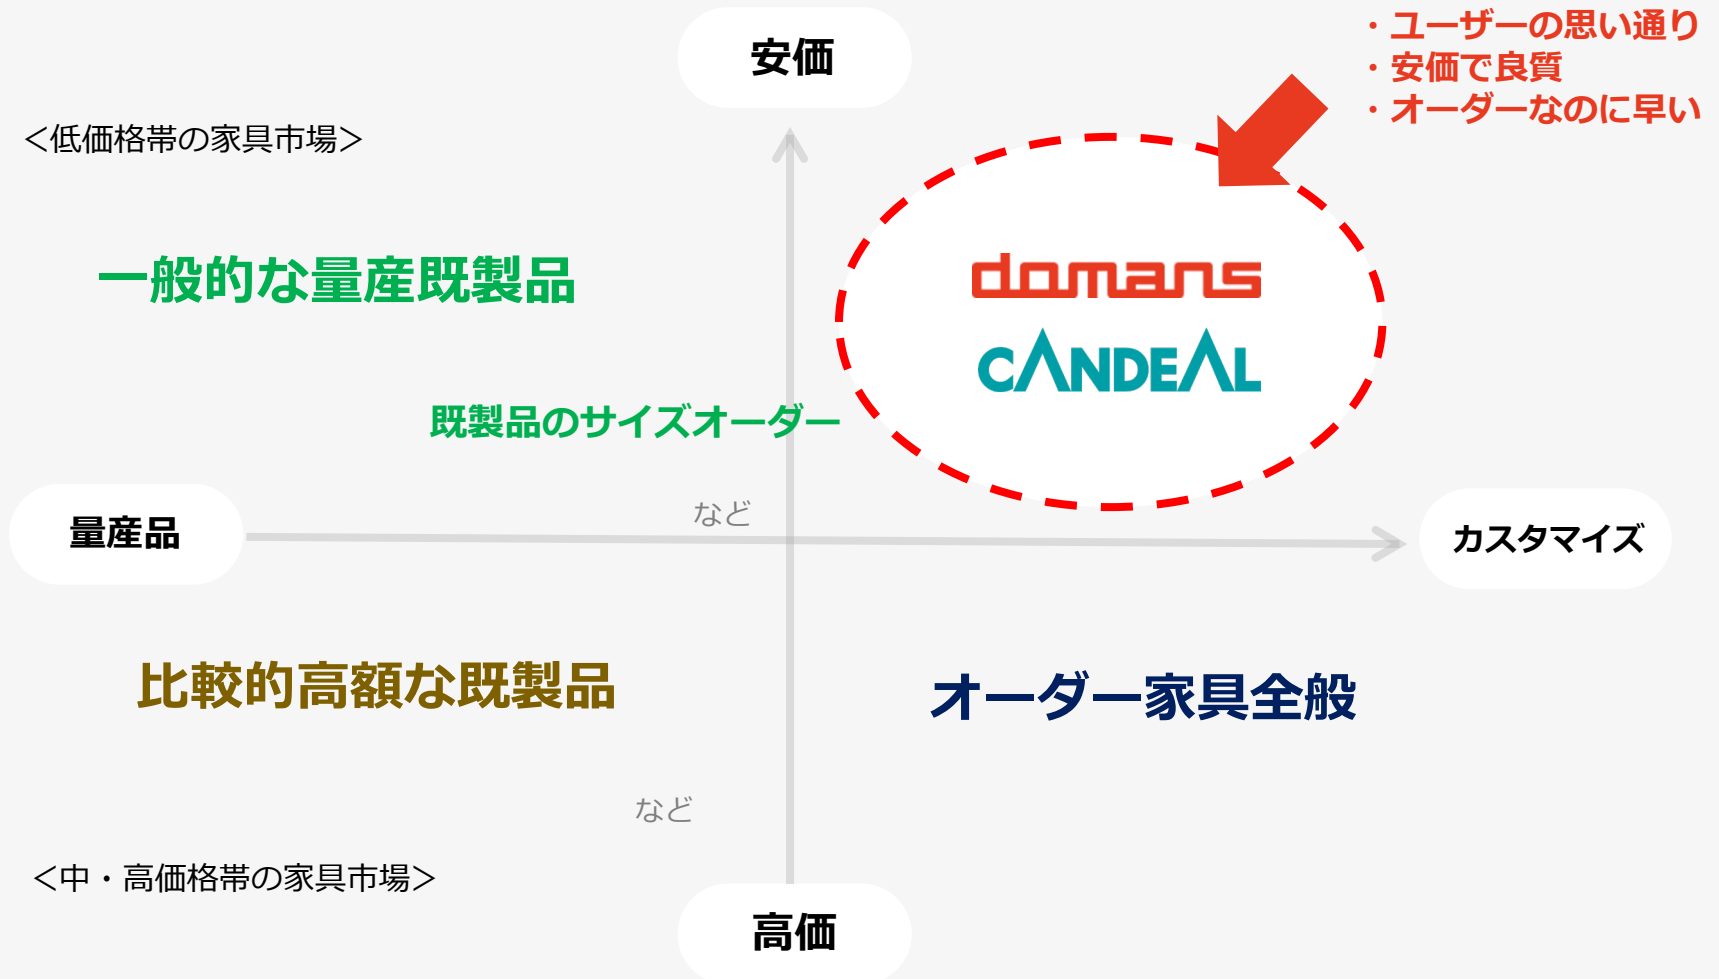 安価
・ユーザーの思い通り
・安価で良質
・オーダーなのに早い
<低価格帯の家具市場>
一般的な量産既製品
domans
CANDEAL
既製品のサイズオーダー
など
量産品
カスタマイズ
比較的高額な既製品
オーダー家具全般
など
<中・高価格帯の家具市場>
高価